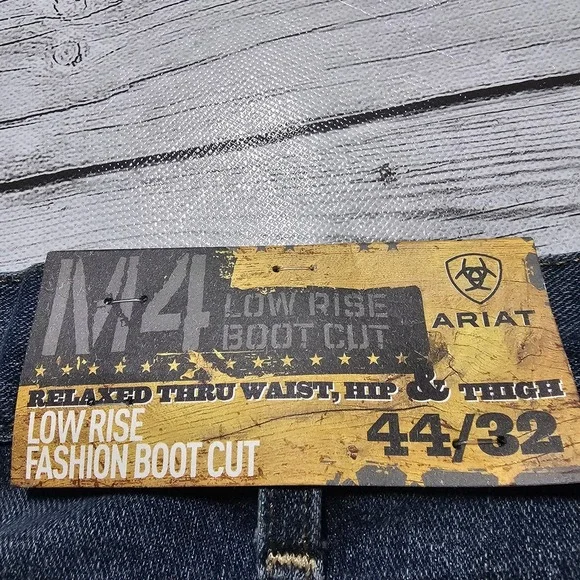 M4
LOW RISE
BOOT CUT
ARIAT
RELAXED THRU WAIST, HIP & THIGH
LOW RISE
FASHION BOOT CUT
44/32